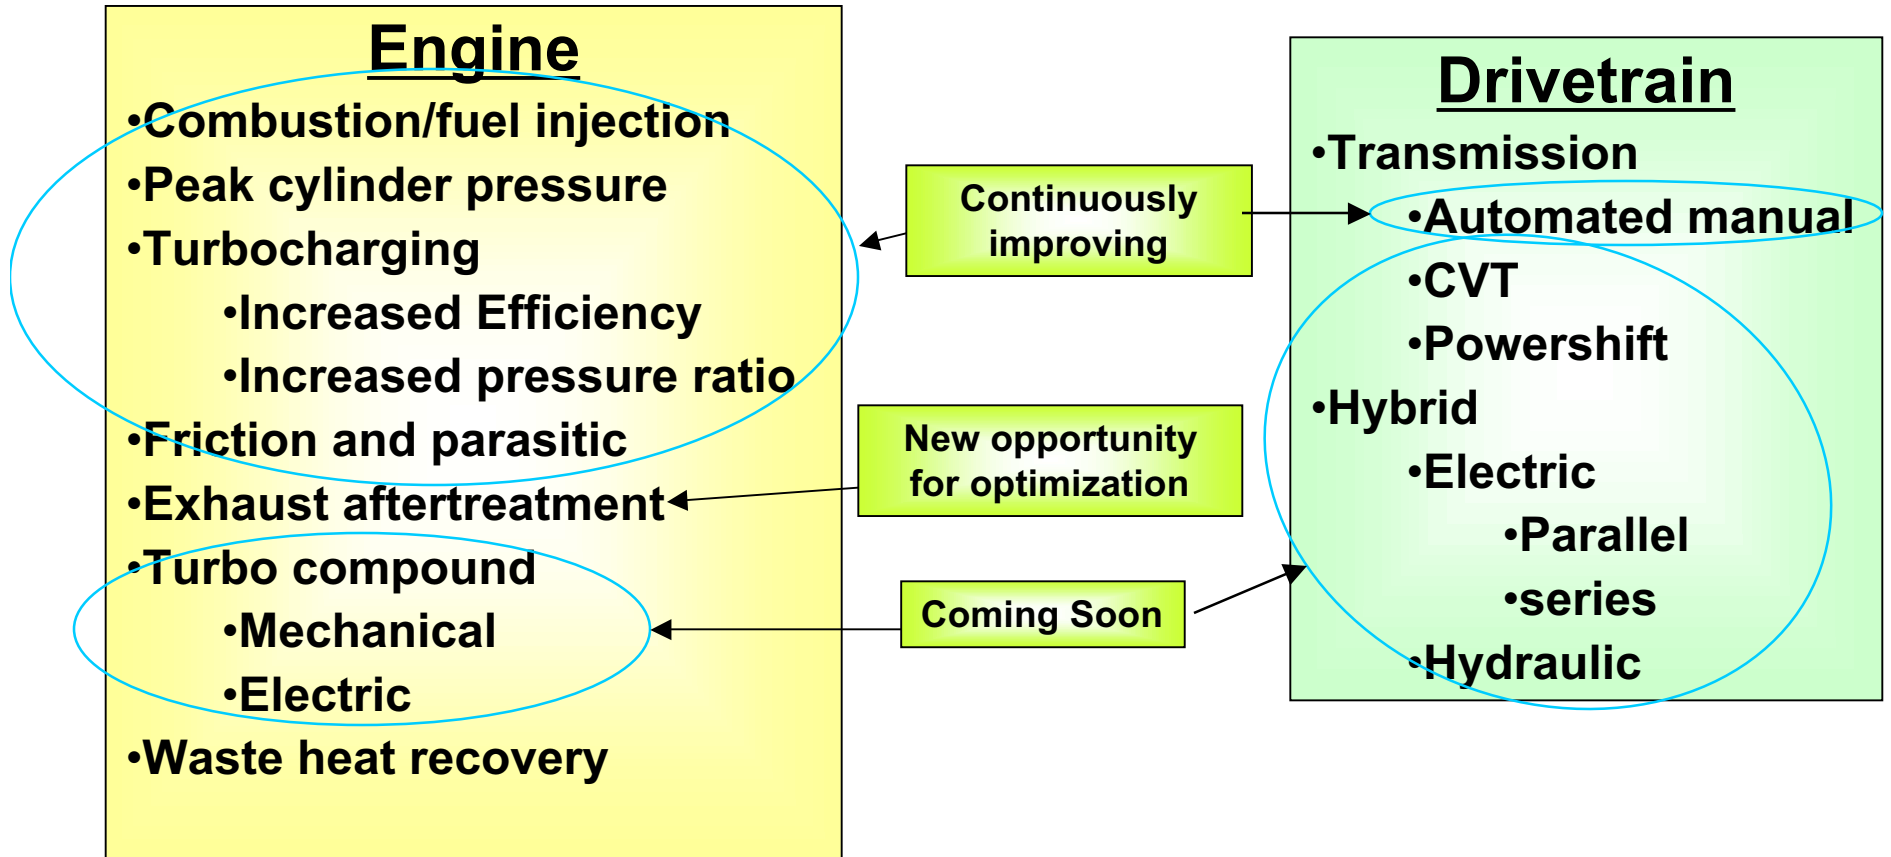 Engine
•Combustion/fuel injection
•Peak cylinder pressure
•Turbocharging
•Increased Efficiency
•Increased pressure ratio
•Friction and parasitic
•Exhaust aftertreatment
•Turbo compound
•Mechanical
•Electric
•Waste heat recovery
Continuously
improving
New opportunity
for optimization
Coming Soon
Drivetrain
•Transmission
•Automated manual
•CVT
•Powershift
•Hybrid
•Electric
•Parallel
•series
•Hydraulic